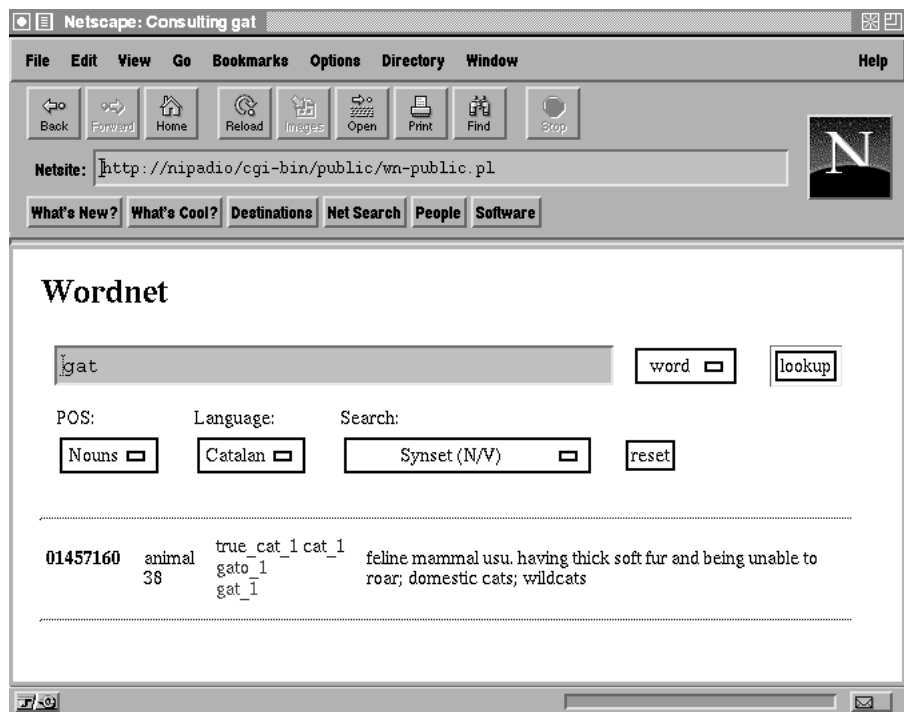 Netscape: Consulting gat
File Edit View Go Bookmarks Options Directory Window Help
Back Forward Home Reload Images Open Print Find Stop
N
Netsite: http://nipadio/cgi-bin/public/wn-public.pl
What's New? What's Cool? Destinations Net Search People Software
Wordnet
gat word lookup
POS: Language: Search:
Nouns Catalan Synset (N/V) reset
01457160 animal 38 true_cat_1 cat_1 gato_1 gat_1 feline mammal usu. having thick soft fur and being unable to
roar; domestic cats; wildcats